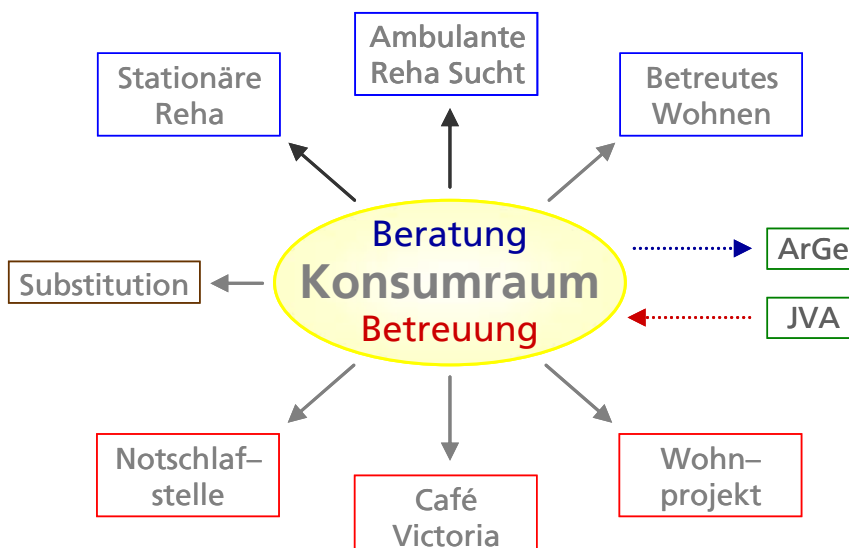 Ambulante
Reha Sucht
Stationäre
Reha
Betreutes
Wohnen
Beratung
Konsumraum
Betreuung
ArGe
Substitution
JVA
Notschlaf–
stelle
Café
Victoria
Wohn–
projekt